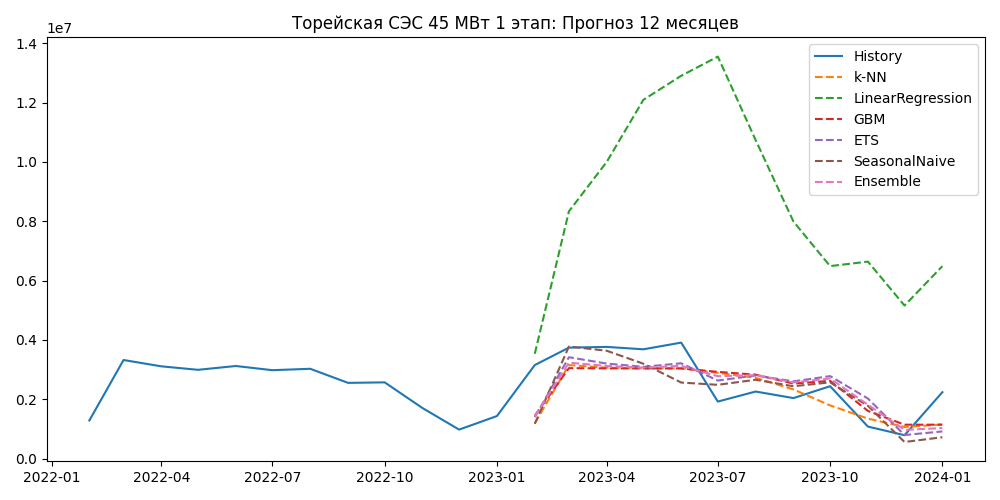 Торейская СЭС 45 МВт 1 этап: Прогноз 12 месяцев
1e7
1.4
1.2
1.0
0.8
0.6
0.4
0.2
0.0
History
k-NN
LinearRegression
GBM
ETS
SeasonalNaive
Ensemble
2022-01 2022-04 2022-07 2022-10 2023-01 2023-04 2023-07 2023-10 2024-01